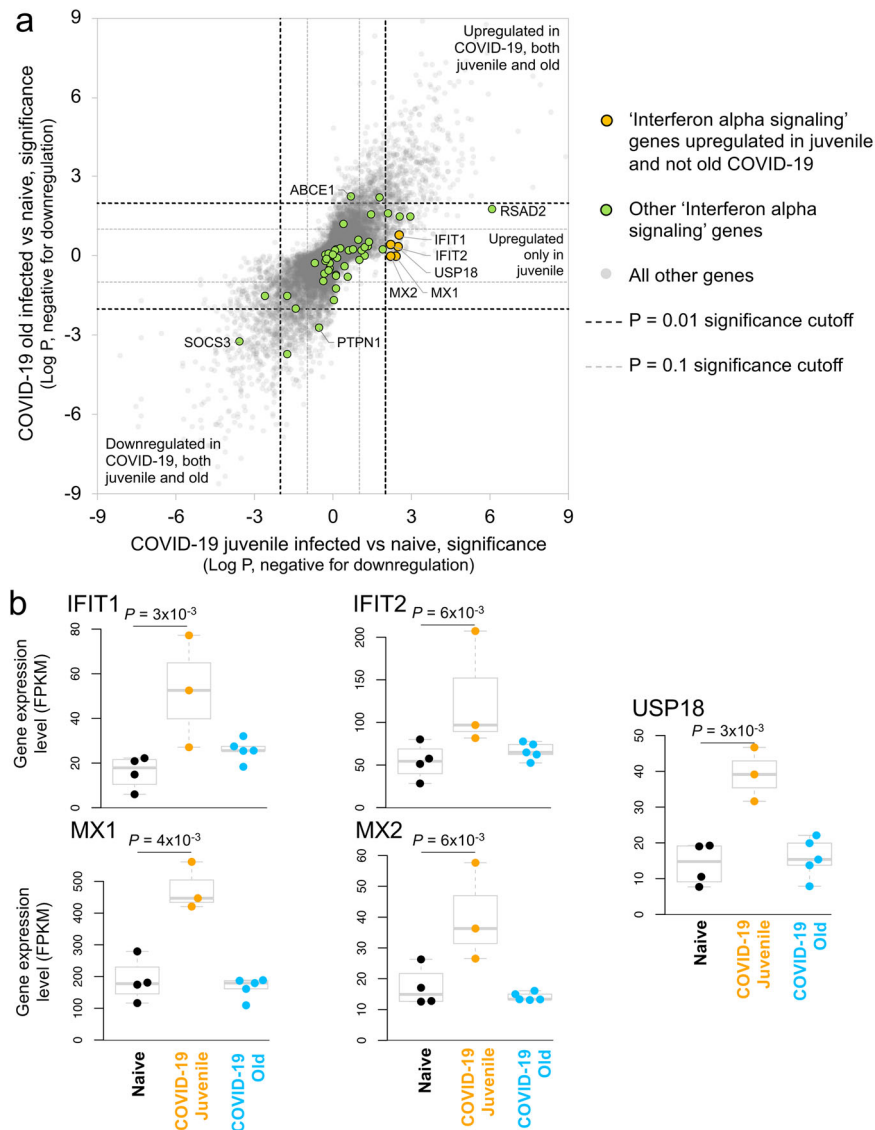 a
COVID-19 old infected vs naive, significance
(Log P, negative for downregulation)
9
6
3
0
-3
-6
-9
Upregulated in
COVID-19, both
juvenile and old
ABCE1
RSAD2
IFIT1
IFIT2
Upregulated
only in
juvenile
USP18
MX2
MX1
SOCS3
PTPN1
Downregulated in
COVID-19, both
juvenile and old
-9
-6
-3
0
3
6
9
COVID-19 juvenile infected vs naive, significance
(Log P, negative for downregulation)
‘Interferon alpha signaling’
genes upregulated in juvenile
and not old COVID-19
Other ‘Interferon alpha
signaling’ genes
All other genes
P = 0.01 significance cutoff
P = 0.1 significance cutoff
b
IFIT1
P = 3x10-3
Gene expression
level (FPKM)
80
60
40
20
0
IFIT2
P = 6x10-3
200
150
100
50
0
USP18
P = 3x10-3
50
40
30
20
10
0
Naive
COVID-19
Juvenile
COVID-19
Old
MX1
P = 4x10-3
Gene expression
level (FPKM)
500
400
300
200
100
0
Naive
COVID-19
Juvenile
COVID-19
Old
MX2
P = 6x10-3
60
50
40
30
20
10
0
Naive
COVID-19
Juvenile
COVID-19
Old